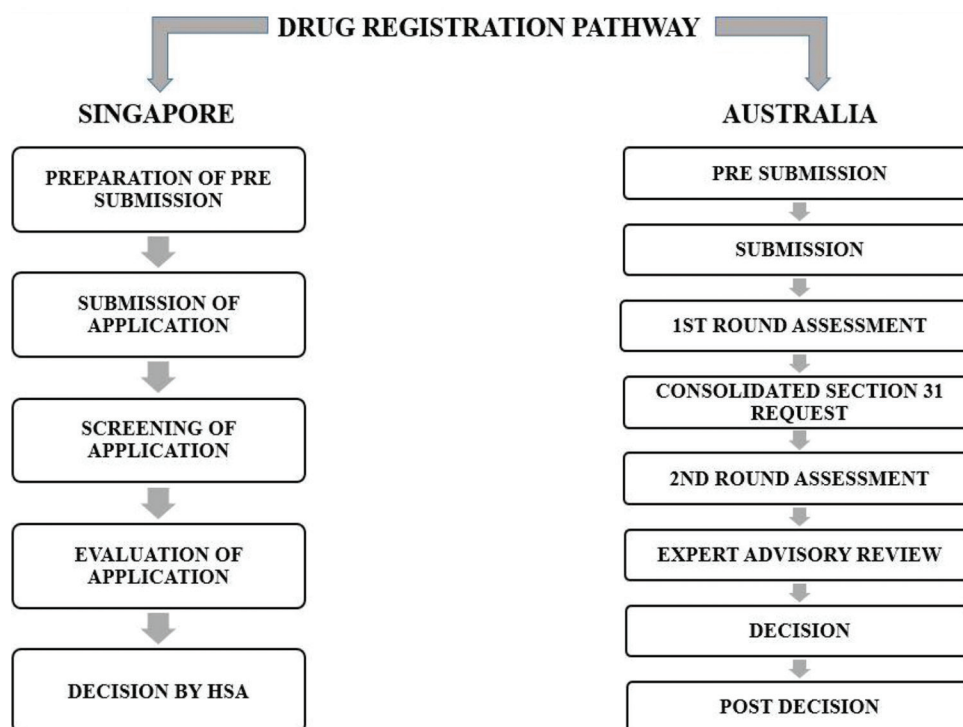 DRUG REGISTRATION PATHWAY
SINGAPORE
PREPARATION OF PRE
SUBMISSION
SUBMISSION OF
APPLICATION
SCREENING OF
APPLICATION
EVALUATION OF
APPLICATION
DECISION BY HSA
AUSTRALIA
PRE SUBMISSION
SUBMISSION
1ST ROUND ASSESSMENT
CONSOLIDATED SECTION 31
REQUEST
2ND ROUND ASSESSMENT
EXPERT ADVISORY REVIEW
DECISION
POST DECISION